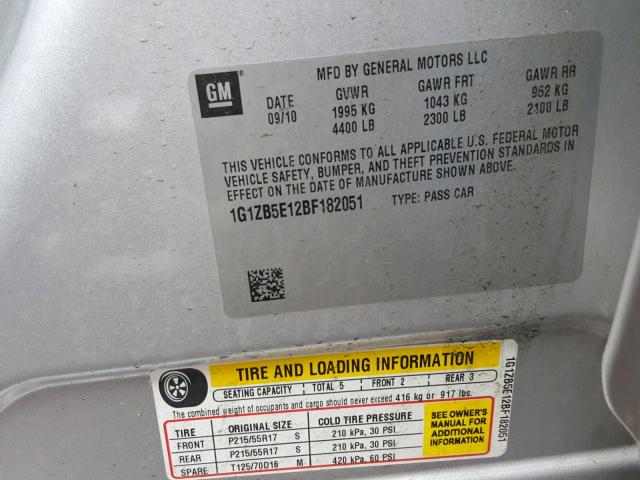 MFD BY GENERAL MOTORS LLC
GM ®
DATE GVWR GAWR FRT GAWR RR
09/10 1995 KG 1043 KG 952 KG
4400 LB 2300 LB 2100 LB
THIS VEHICLE CONFORMS TO ALL APPLICABLE U.S. FEDERAL MOTOR
VEHICLE SAFETY, BUMPER, AND THEFT PREVENTION STANDARDS IN
EFFECT ON THE DATE OF MANUFACTURE SHOWN ABOVE.
1G1ZB5E12BF182051 TYPE: PASS CAR
TIRE AND LOADING INFORMATION
SEATING CAPACITY TOTAL 5 FRONT 2 REAR 3
The combined weight of occupants and cargo should never exceed 416 kg or 917 lbs.
TIRE ORIGINAL SIZE COLD TIRE PRESSURE
FRONT P215/55R17 S 210 kPa, 30 PSI
REAR P215/55R17 S 210 kPa, 30 PSI
SPARE T125/70D16 M 420 kPa, 60 PSI
SEE OWNER'S
MANUAL FOR
ADDITIONAL
INFORMATION
1G1ZB5E12BF182051